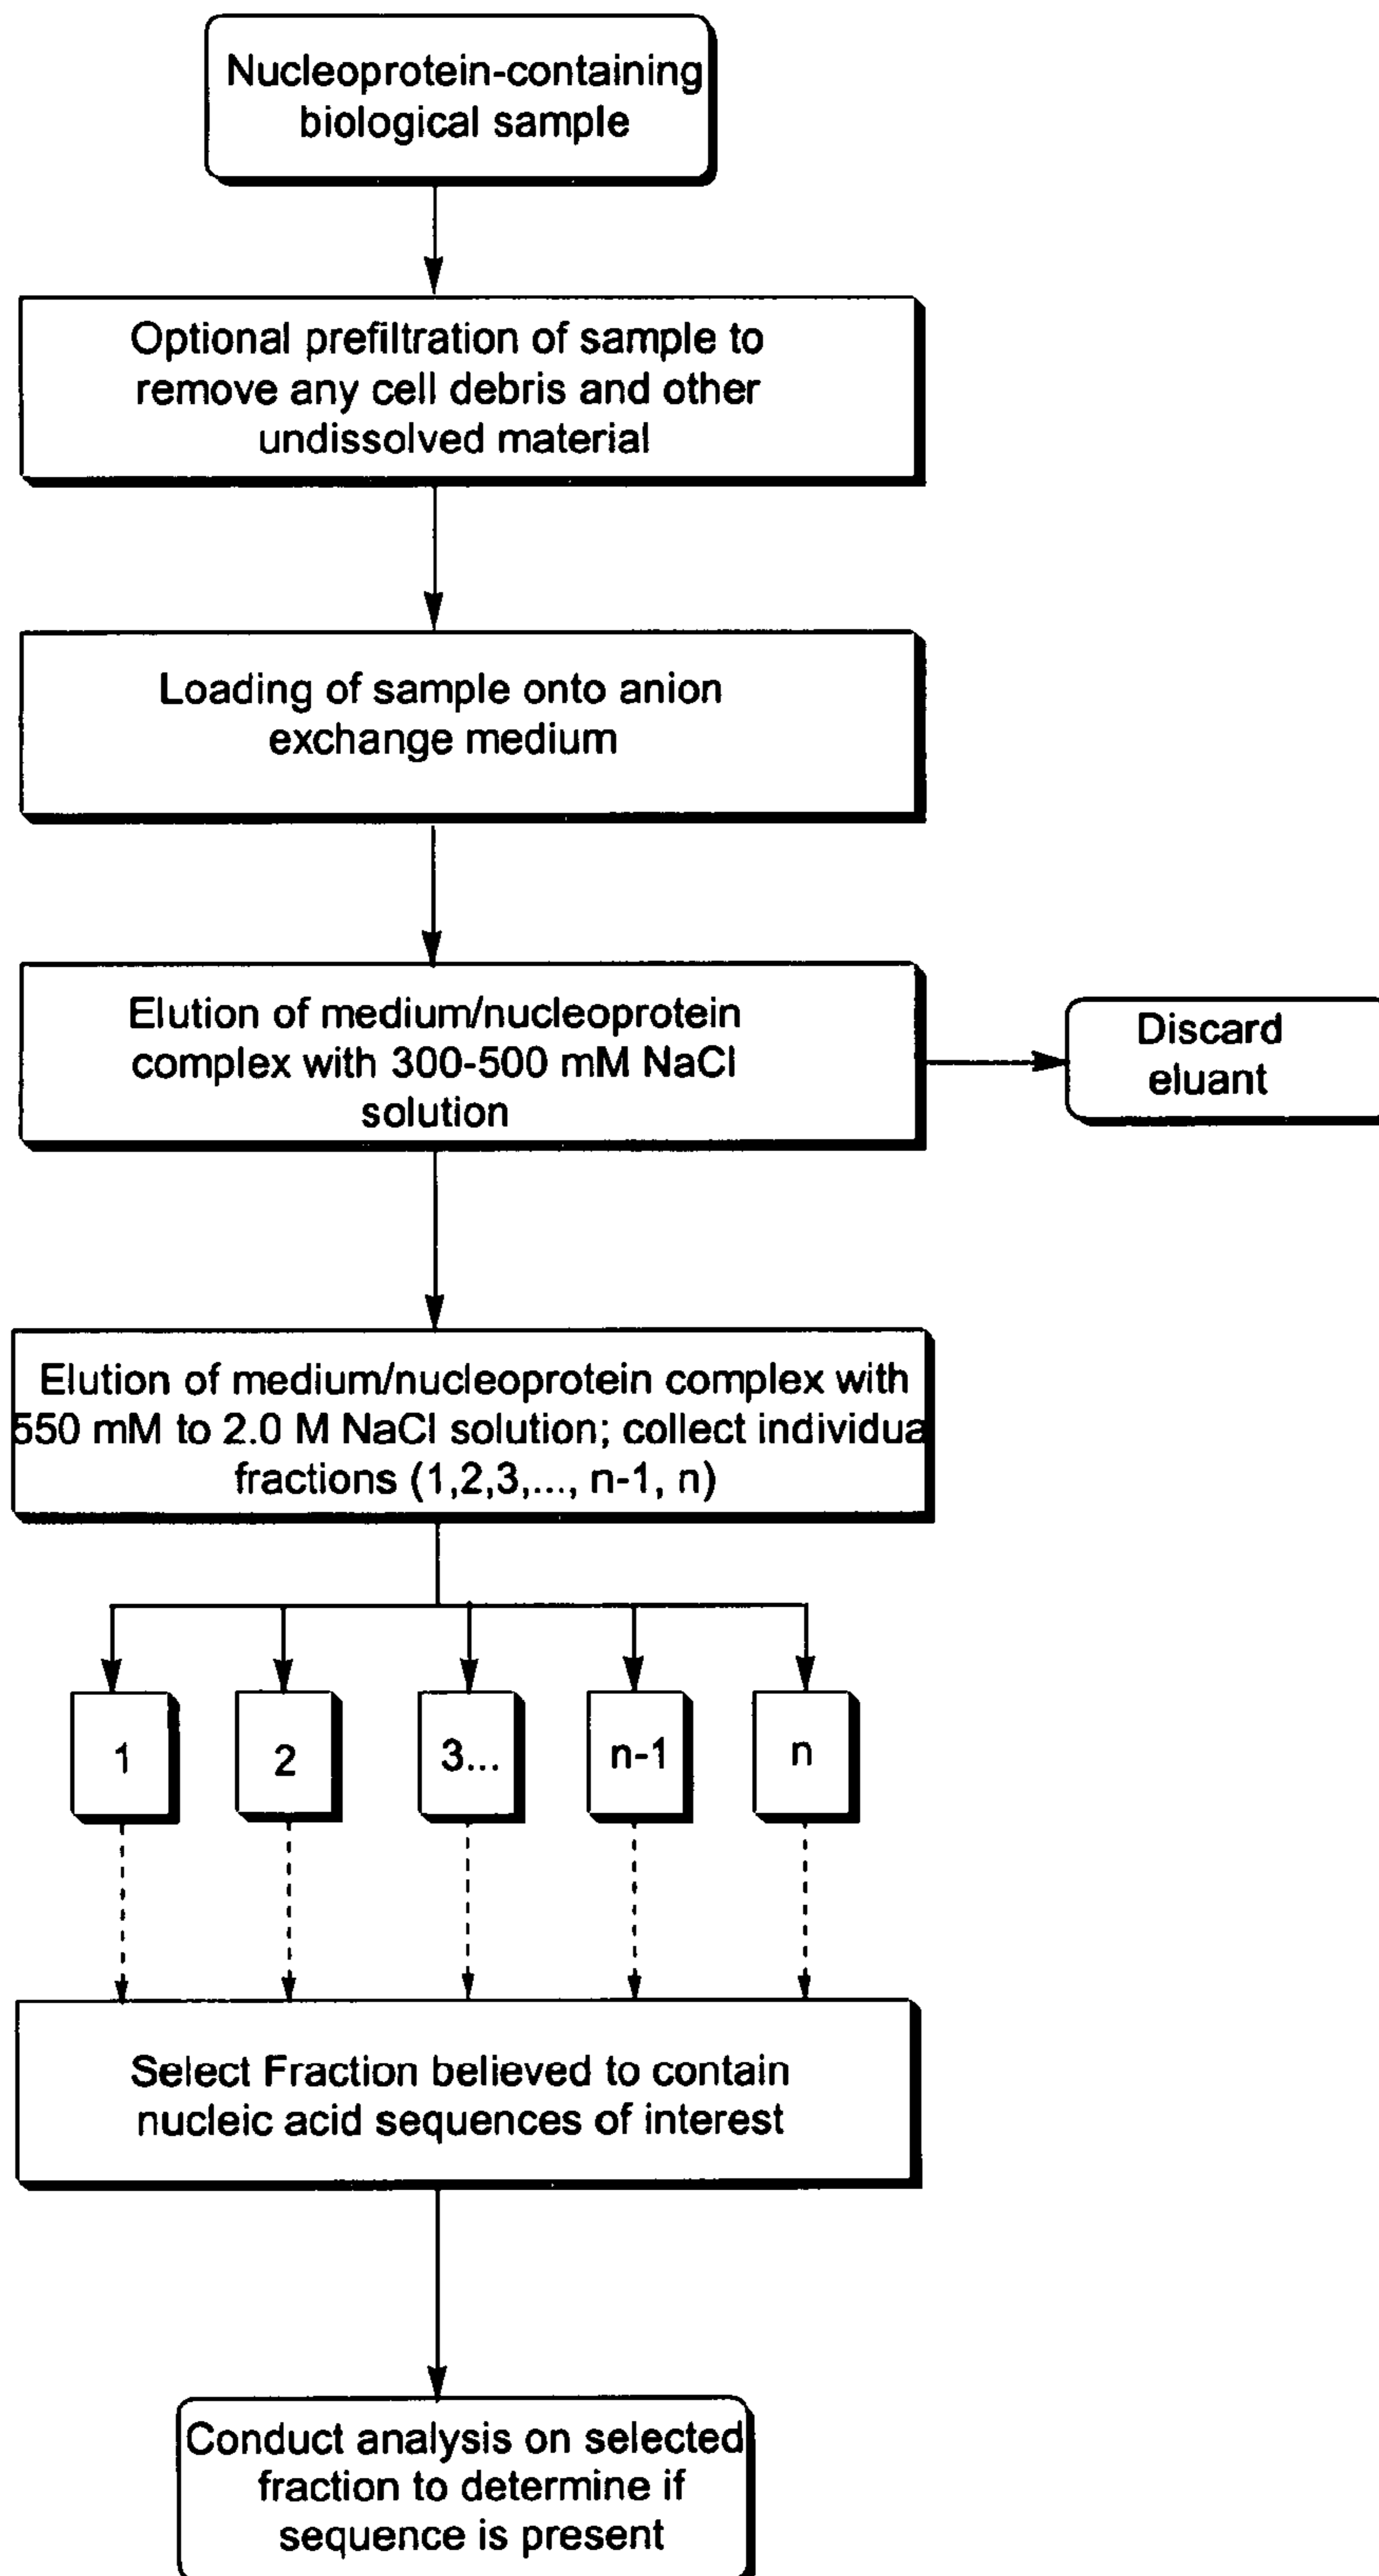 Nucleoprotein-containing
biological sample
Optional prefiltration of sample to
remove any cell debris and other
undissolved material
Loading of sample onto anion
exchange medium
Elution of medium/nucleoprotein
complex with 300-500 mM NaCl
solution
Discard
eluant
Elution of medium/nucleoprotein complex with
550 mM to 2.0 M NaCl solution; collect individua
fractions (1,2,3,..., n-1, n)
1
2
3...
n-1
n
Select Fraction believed to contain
nucleic acid sequences of interest
Conduct analysis on selected
fraction to determine if
sequence is present